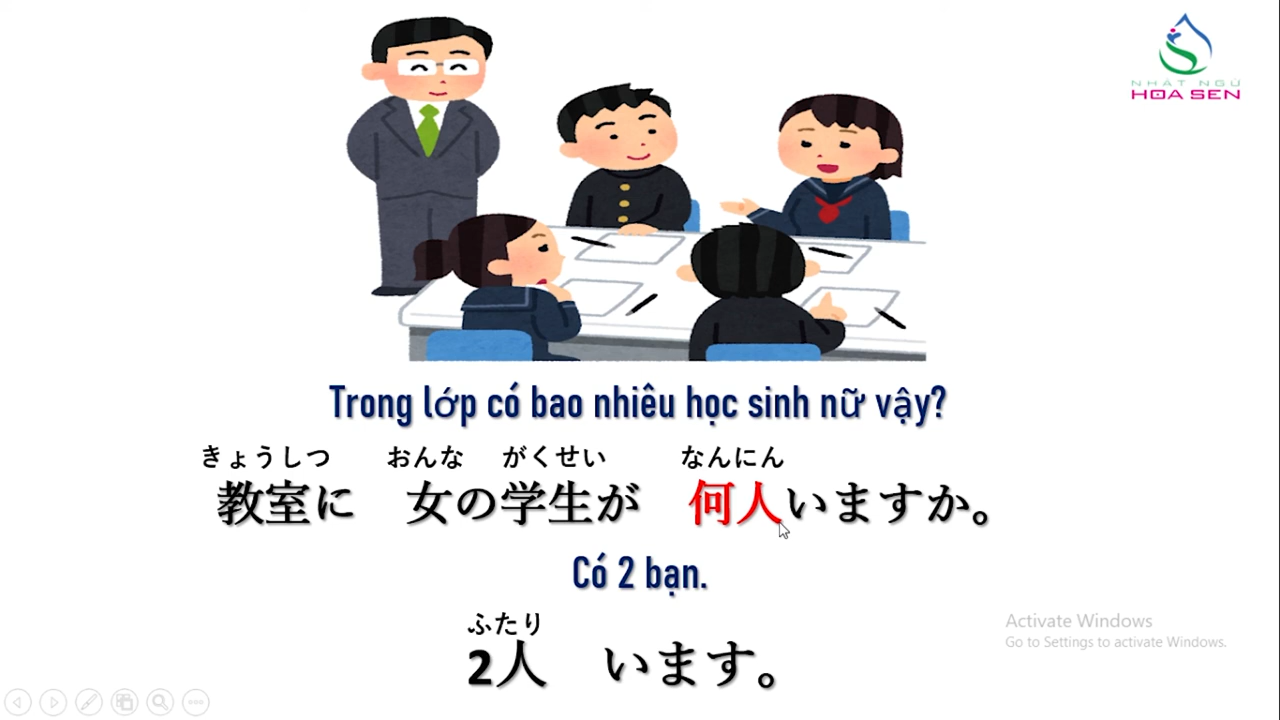 NHẬT NGỮ
HOA SEN
Trong lớp có bao nhiêu học sinh nữ vậy?
きょうしつ おんな がくせい なんにん
教室に 女の学生が 何人いますか。
Có 2 bạn.
ふたり
2人 います。
Activate Windows
Go to Settings to activate Windows.